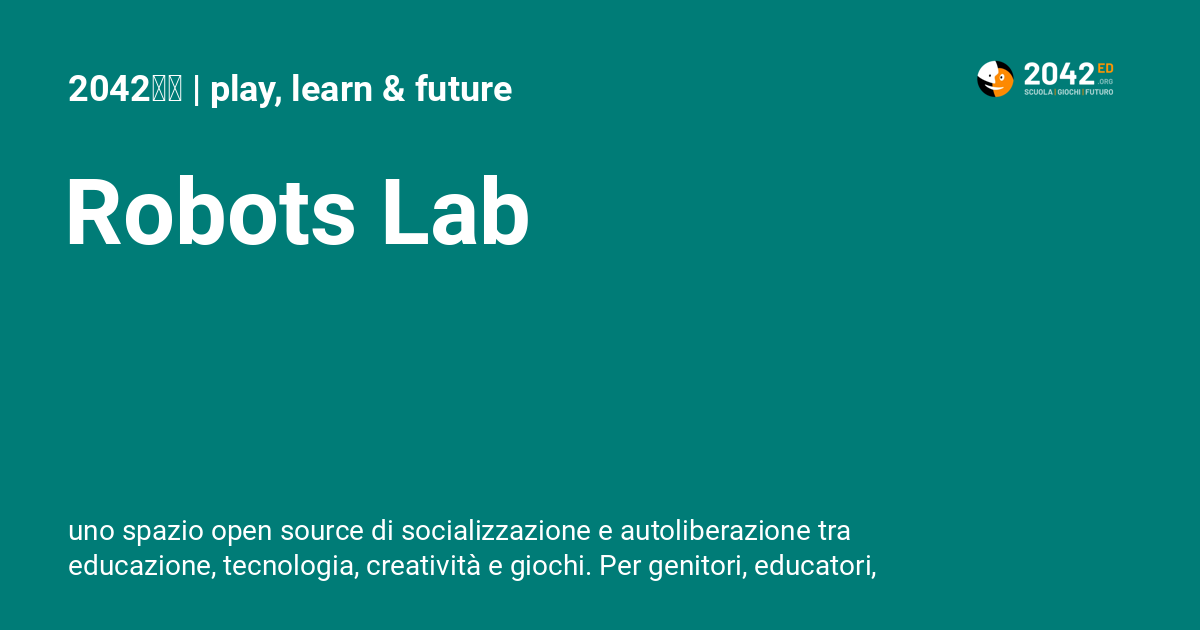 2042 | play, learn & future
2042 ED
.ORG
SCUOLA | GIOCHI | FUTURO
Robots Lab
uno spazio open source di socializzazione e autoliberazione tra
educazione, tecnologia, creatività e giochi. Per genitori, educatori,